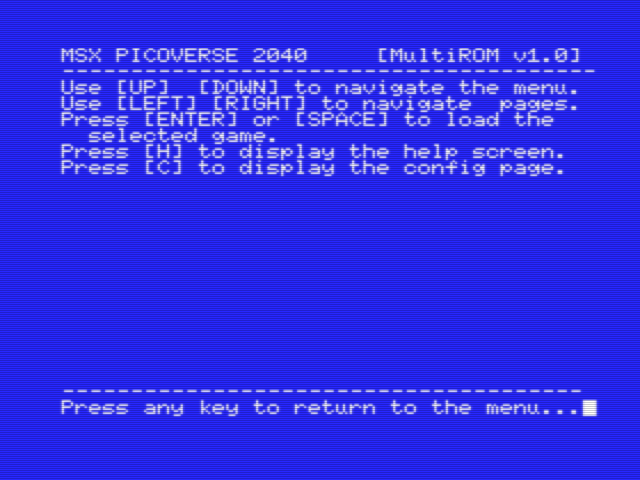 MSX PICOVERSE 2040     [MultiROM v1.0]
---------------------------------------
Use [UP]  [DOWN] to navigate the menu.
Use [LEFT] [RIGHT] to navigate  pages.
Press [ENTER] or [SPACE] to load the
  selected game.
Press [H] to display the help screen.
Press [C] to display the config page.
--------------------------------------
Press any key to return to the menu...